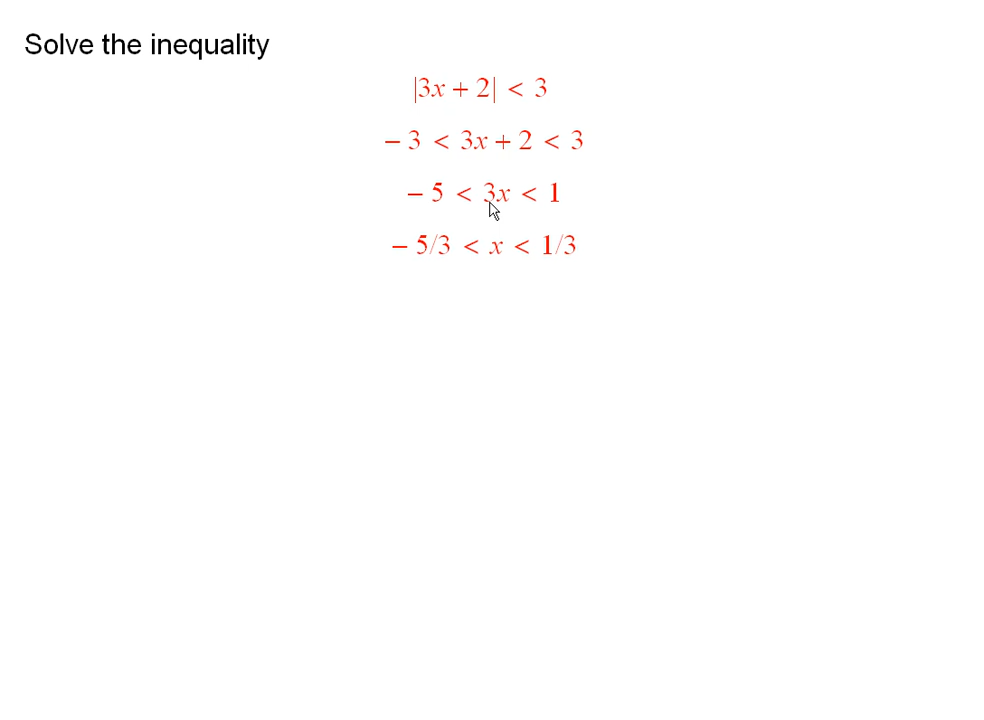 Solve the inequality
|3x + 2| < 3
− 3 < 3x + 2 < 3
− 5 < 3x < 1
− 5/3 < x < 1/3